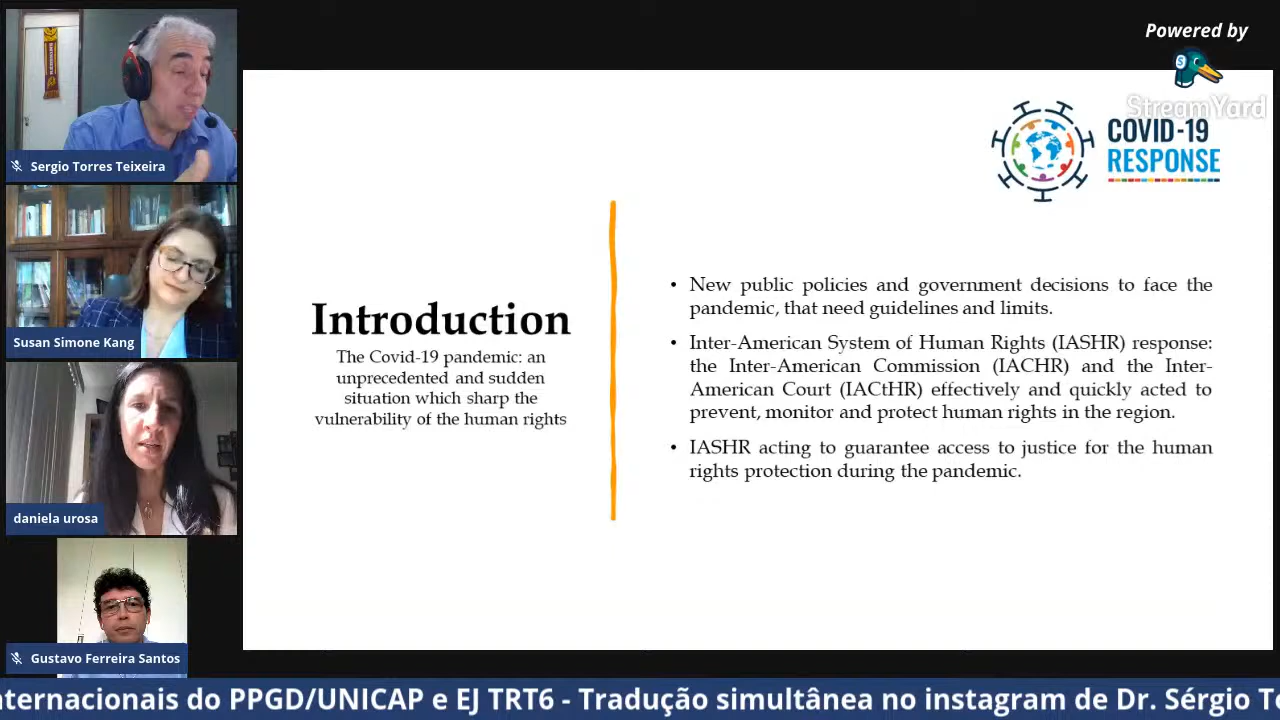 Powered by
StreamYard
Sergio Torres Teixeira
Susan Simone Kang
daniela urosa
Gustavo Ferreira Santos
COVID-19
RESPONSE
Introduction
The Covid-19 pandemic: an
unprecedented and sudden
situation which sharp the
vulnerability of the human rights
• New public policies and government decisions to face the
pandemic, that need guidelines and limits.
• Inter-American System of Human Rights (IASHR) response:
the Inter-American Commission (IACHR) and the Inter-
American Court (IACtHR) effectively and quickly acted to
prevent, monitor and protect human rights in the region.
• IASHR acting to guarantee access to justice for the human
rights protection during the pandemic.
nternacionais do PPGD/UNICAP e EJ TRT6 - Tradução simultânea no instagram de Dr. Sérgio To